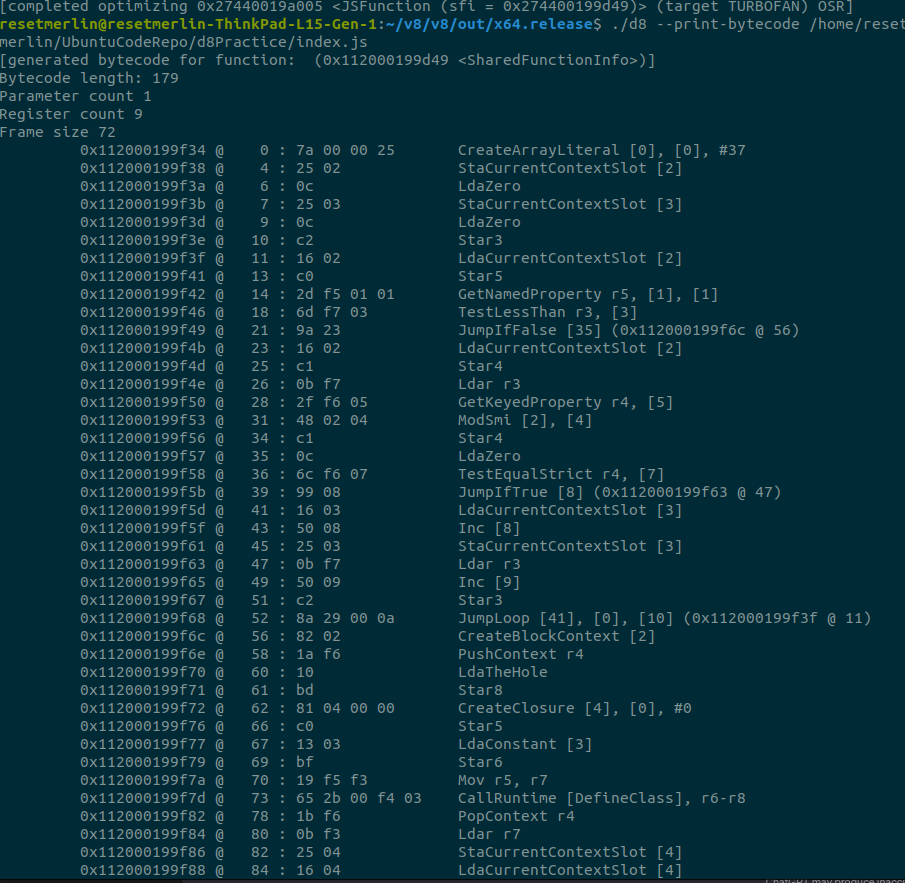 [completed optimizing 0x27440019a005 <JSFunction (sfi = 0x274400199d49)> (target TURBOFAN) OSR]
resetmerlin@resetmerlin-ThinkPad-L15-Gen-1:~/v8/v8/out/x64.release$ ./d8 --print-bytecode /home/reset
merlin/UbuntuCodeRepo/d8Practice/index.js
[generated bytecode for function:  (0x112000199d49 <SharedFunctionInfo>)]
Bytecode length: 179
Parameter count 1
Register count 9
Frame size 72
0x112000199f34 @    0 : 7a 00 00 25       CreateArrayLiteral [0], [0], #37
0x112000199f38 @    4 : 25 02             StaCurrentContextSlot [2]
0x112000199f3a @    6 : 0c                LdaZero
0x112000199f3b @    7 : 25 03             StaCurrentContextSlot [3]
0x112000199f3d @    9 : 0c                LdaZero
0x112000199f3e @   10 : c2                Star3
0x112000199f3f @   11 : 16 02             LdaCurrentContextSlot [2]
0x112000199f41 @   13 : c0                Star5
0x112000199f42 @   14 : 2d f5 01 01       GetNamedProperty r5, [1], [1]
0x112000199f46 @   18 : 6d f7 03          TestLessThan r3, [3]
0x112000199f49 @   21 : 9a 23             JumpIfFalse [35] (0x112000199f6c @ 56)
0x112000199f4b @   23 : 16 02             LdaCurrentContextSlot [2]
0x112000199f4d @   25 : c1                Star4
0x112000199f4e @   26 : 0b f7             Ldar r3
0x112000199f50 @   28 : 2f f6 05          GetKeyedProperty r4, [5]
0x112000199f53 @   31 : 48 02 04          ModSmi [2], [4]
0x112000199f56 @   34 : c1                Star4
0x112000199f57 @   35 : 0c                LdaZero
0x112000199f58 @   36 : 6c f6 07          TestEqualStrict r4, [7]
0x112000199f5b @   39 : 99 08             JumpIfTrue [8] (0x112000199f63 @ 47)
0x112000199f5d @   41 : 16 03             LdaCurrentContextSlot [3]
0x112000199f5f @   43 : 50 08             Inc [8]
0x112000199f61 @   45 : 25 03             StaCurrentContextSlot [3]
0x112000199f63 @   47 : 0b f7             Ldar r3
0x112000199f65 @   49 : 50 09             Inc [9]
0x112000199f67 @   51 : c2                Star3
0x112000199f68 @   52 : 8a 29 00 0a       JumpLoop [41], [0], [10] (0x112000199f3f @ 11)
0x112000199f6c @   56 : 82 02             CreateBlockContext [2]
0x112000199f6e @   58 : 1a f6             PushContext r4
0x112000199f70 @   60 : 10                LdaTheHole
0x112000199f71 @   61 : bd                Star8
0x112000199f72 @   62 : 81 04 00 00       CreateClosure [4], [0], #0
0x112000199f76 @   66 : c0                Star5
0x112000199f77 @   67 : 13 03             LdaConstant [3]
0x112000199f79 @   69 : bf                Star6
0x112000199f7a @   70 : 19 f5 f3          Mov r5, r7
0x112000199f7d @   73 : 65 2b 00 f4 03    CallRuntime [DefineClass], r6-r8
0x112000199f82 @   78 : 1b f6             PopContext r4
0x112000199f84 @   80 : 0b f3             Ldar r7
0x112000199f86 @   82 : 25 04             StaCurrentContextSlot [4]
0x112000199f88 @   84 : 16 04             LdaCurrentContextSlot [4]